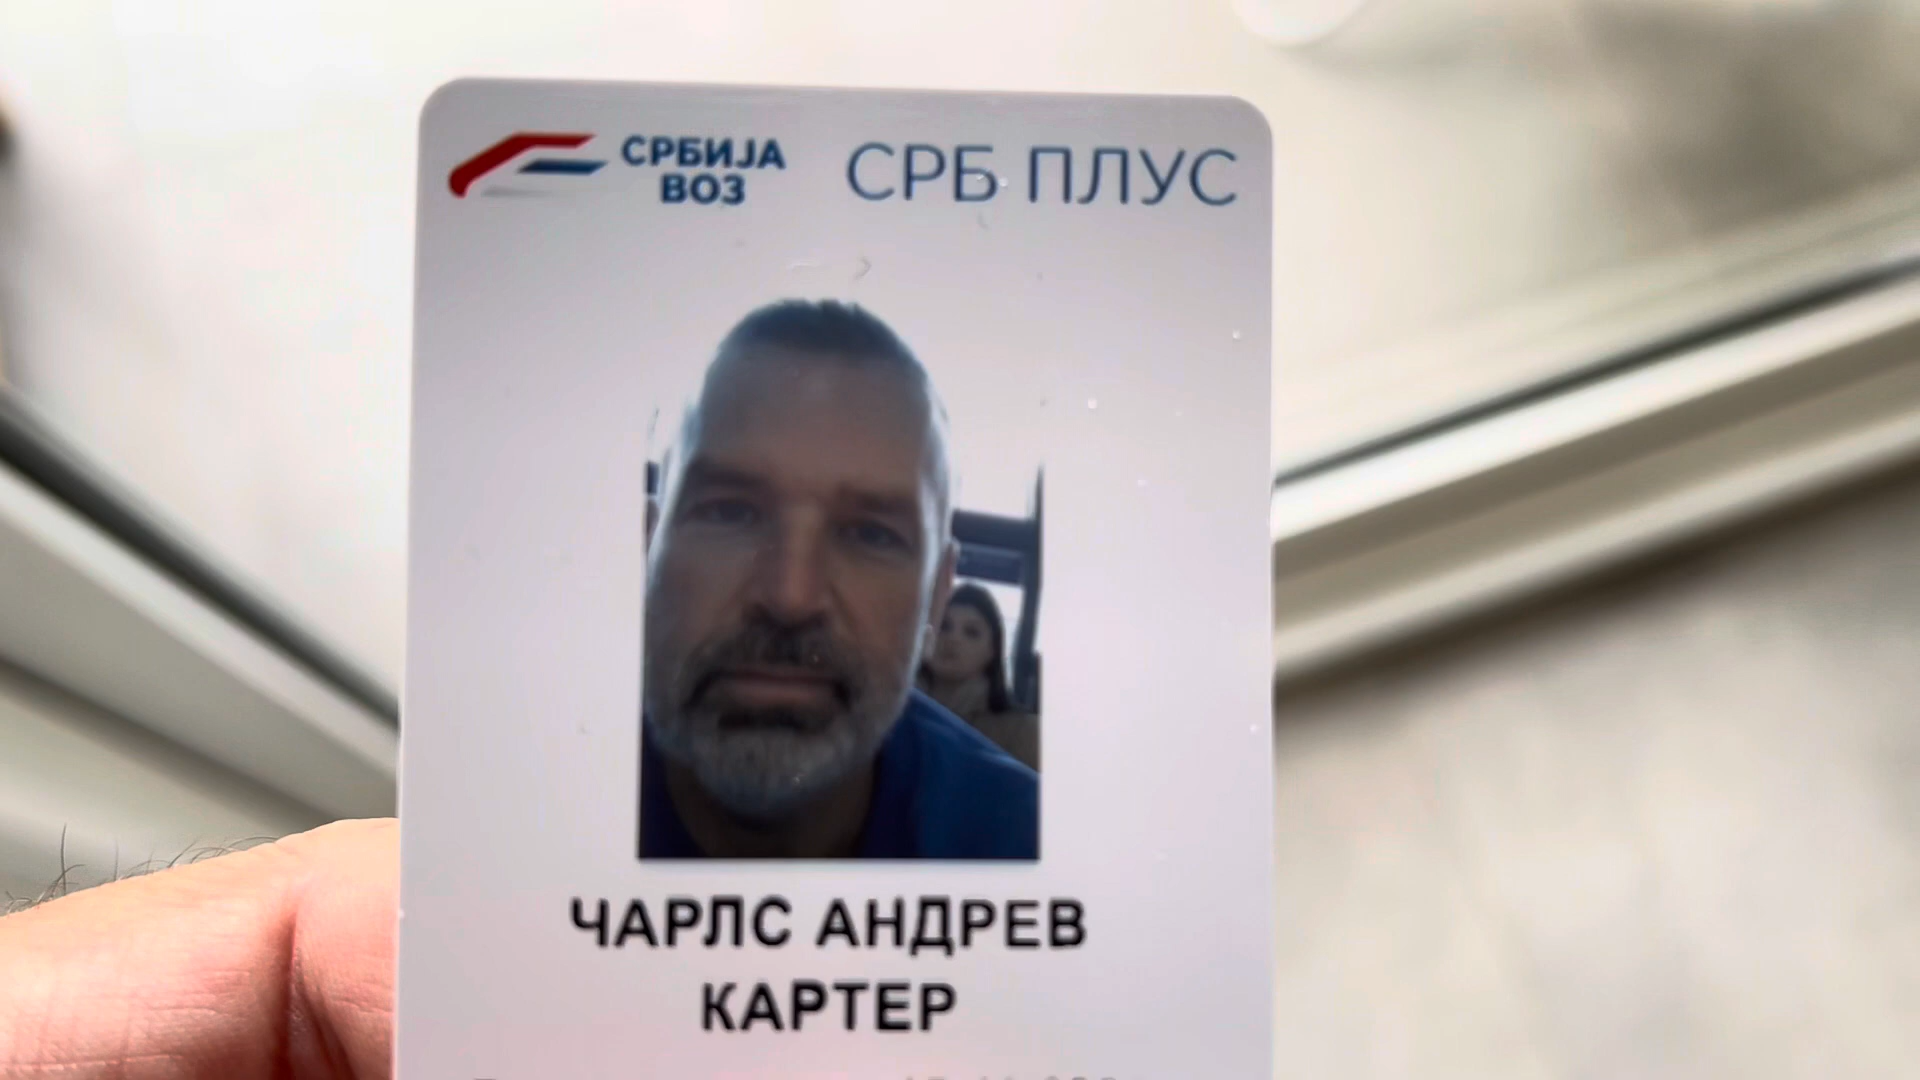 СРБИЈА
ВОЗ
СРБ ПЛУС
ЧАРЛС АНДРЕВ
КАРТЕР